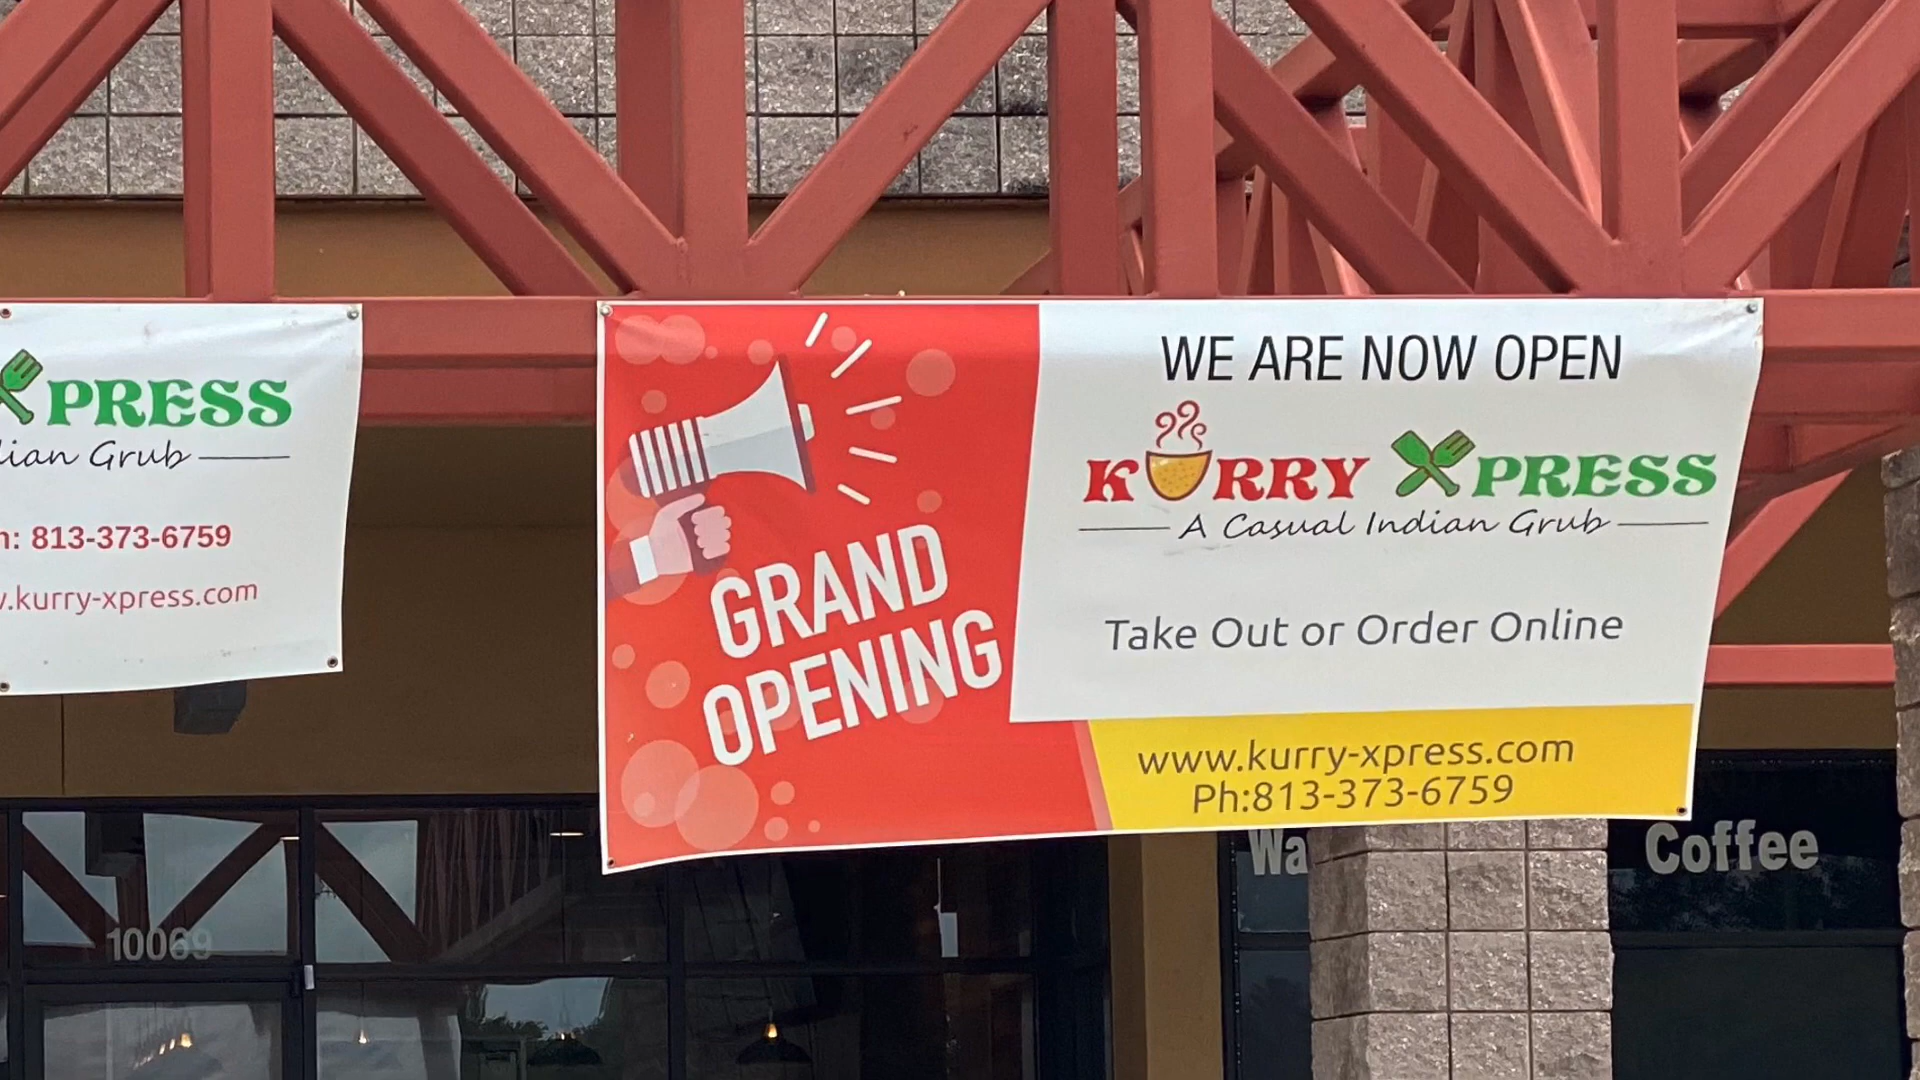 PRESS
ian Grub
813-373-6759
.kurry-xpress.com
GRAND
OPENING
WE ARE NOW OPEN
KURRY XPRESS
A Casual Indian Grub
Take Out or Order Online
www.kurry-xpress.com
Ph:813-373-6759
Wa
Coffee
10069